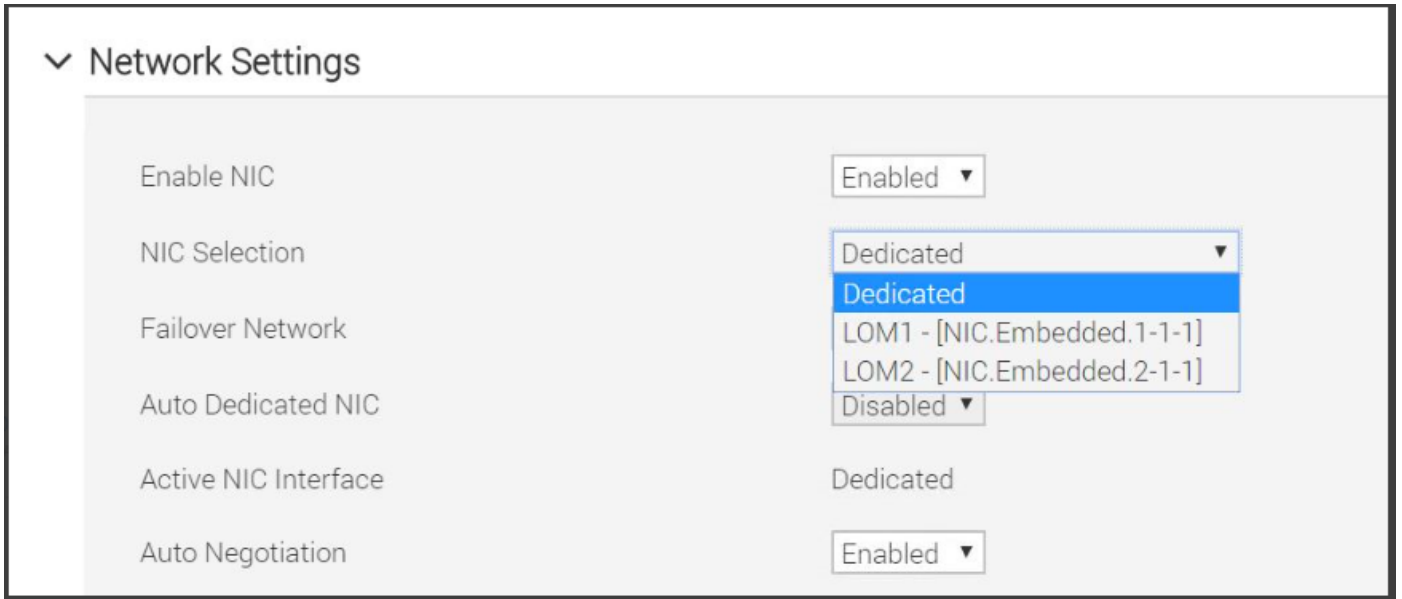 Network Settings
Enable NIC
Enabled
NIC Selection
Dedicated
Dedicated
LOM1 - [NIC.Embedded.1-1-1]
LOM2 - [NIC.Embedded.2-1-1]
Failover Network
Auto Dedicated NIC
Disabled
Active NIC Interface
Dedicated
Auto Negotiation
Enabled